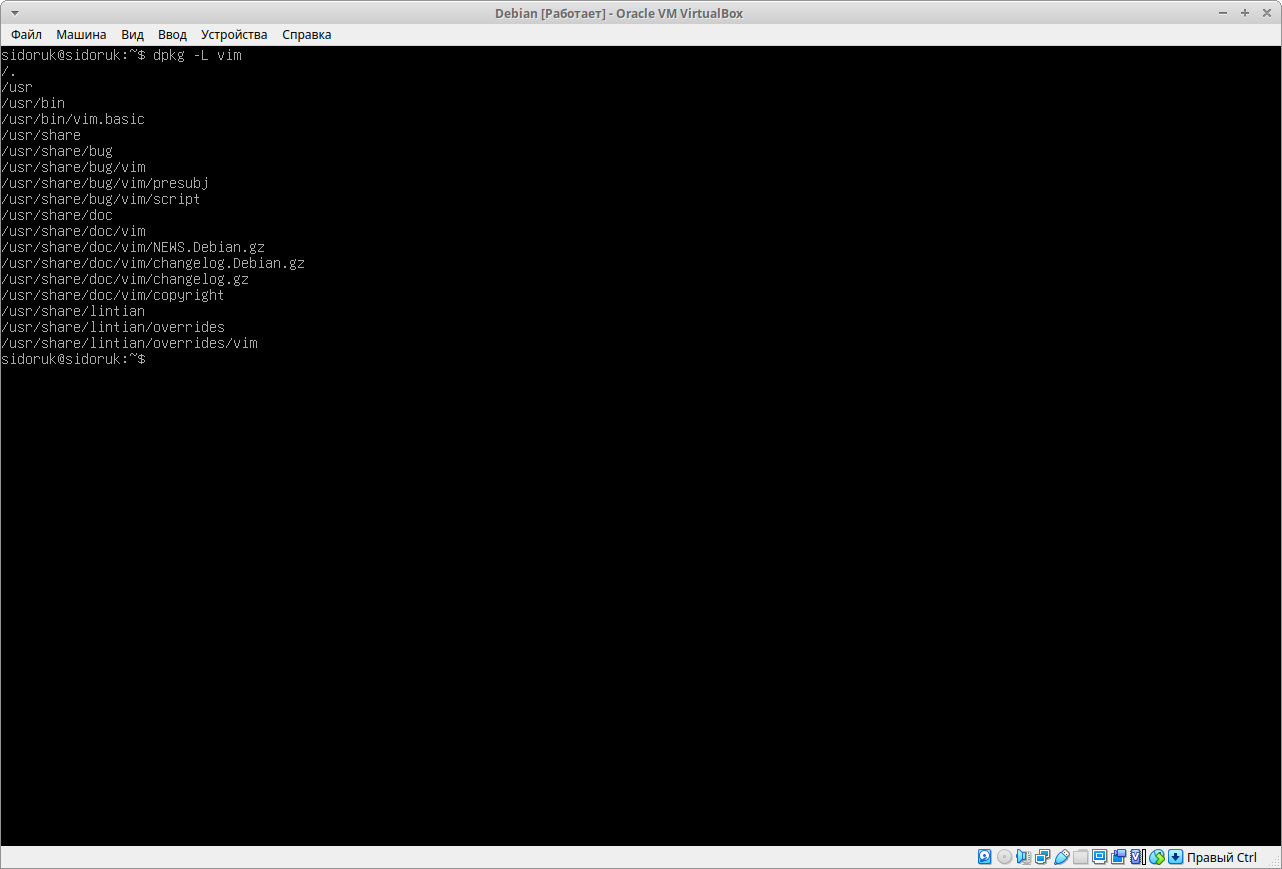 Debian [Работает] - Oracle VM VirtualBox
Файл Машина Вид Ввод Устройства Справка
sidoruk@sidoruk:~$ dpkg -L vim
/.
/usr
/usr/bin
/usr/bin/vim.basic
/usr/share
/usr/share/bug
/usr/share/bug/vim
/usr/share/bug/vim/presubj
/usr/share/bug/vim/script
/usr/share/doc
/usr/share/doc/vim
/usr/share/doc/vim/NEWS.Debian.gz
/usr/share/doc/vim/changelog.Debian.gz
/usr/share/doc/vim/changelog.gz
/usr/share/doc/vim/copyright
/usr/share/lintian
/usr/share/lintian/overrides
/usr/share/lintian/overrides/vim
sidoruk@sidoruk:~$
Правый Ctrl